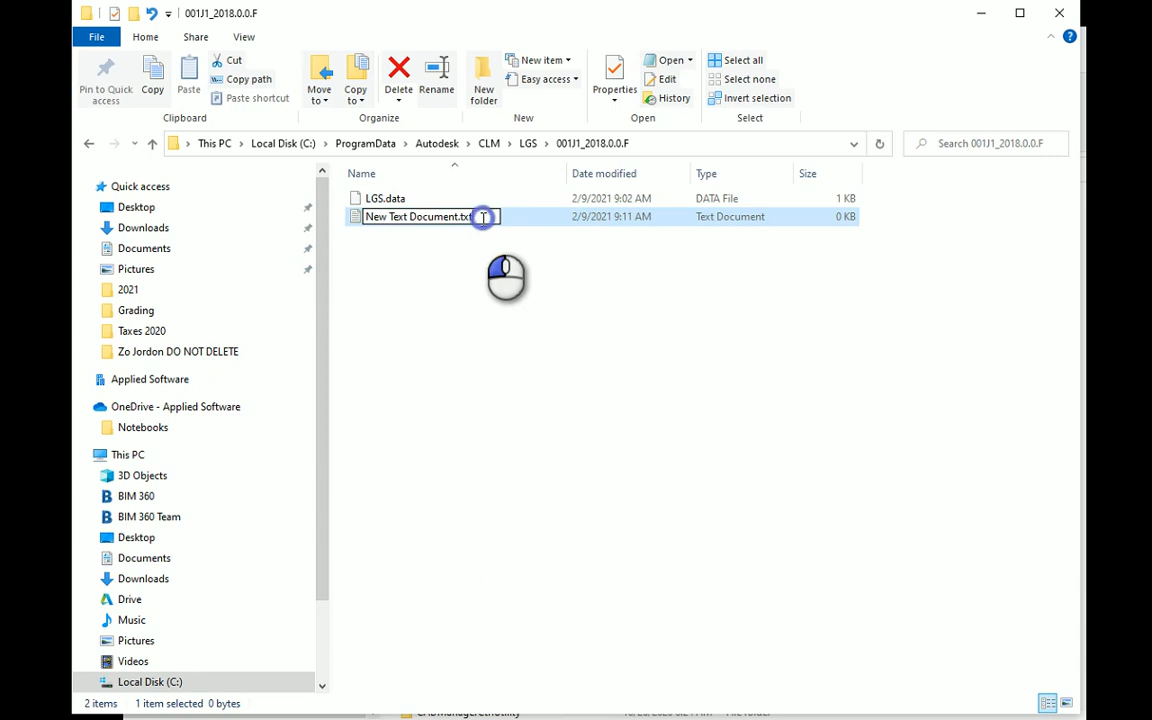 001J1_2018.0.0.F
File Home Share View
Pin to Quick access
Copy
Paste
Cut
Copy path
Paste shortcut
Move to
Copy to
Delete
Rename
New folder
New item
Easy access
Properties
Open
Edit
History
Select all
Select none
Invert selection
Clipboard Organize New Open Select
This PC > Local Disk (C:) > ProgramData > Autodesk > CLM > LGS > 001J1_2018.0.0.F
Search 001J1_2018.0.0.F
Name Date modified Type Size
LGS.data 2/9/2021 9:02 AM DATA File 1 KB
New Text Document.txt 2/9/2021 9:11 AM Text Document 0 KB
Quick access
Desktop
Downloads
Documents
Pictures
2021
Grading
Taxes 2020
Zo Jordon DO NOT DELETE
Applied Software
OneDrive - Applied Software
Notebooks
This PC
3D Objects
BIM 360
BIM 360 Team
Desktop
Documents
Downloads
Drive
Music
Pictures
Videos
Local Disk (C:)
2 items 1 item selected 0 bytes